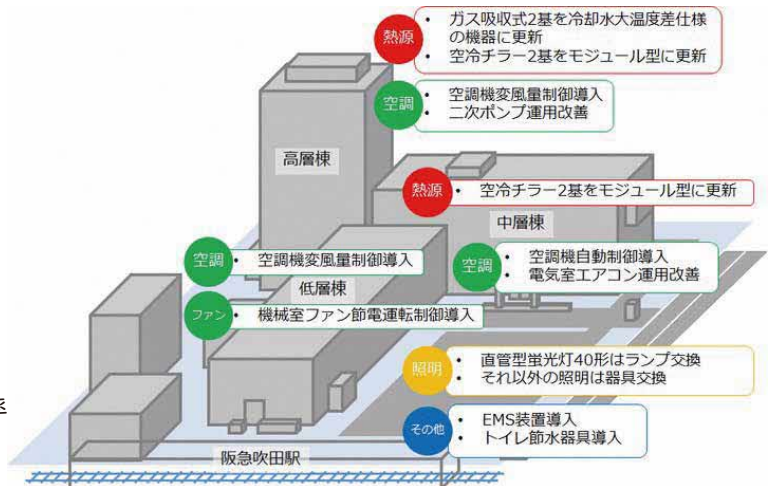 熱源
・ ガス吸収式2基を冷却水大温度差仕様
の機器に更新
・ 空冷チラー2基をモジュール型に更新
空調
・ 空調機変風量制御導入
・ 二次ポンプ運用改善
高層棟
熱源
・ 空冷チラー2基をモジュール型に更新
中層棟
空調
・ 空調機変風量制御導入
空調
・ 空調機自動制御導入
・ 電気室エアコン運用改善
低層棟
ファン
・ 機械室ファン節電運転制御導入
照明
・ 直管型蛍光灯40形はランプ交換
・ それ以外の照明は器具交換
その他
・ EMS装置導入
・ トイレ節水器具導入
阪急吹田駅